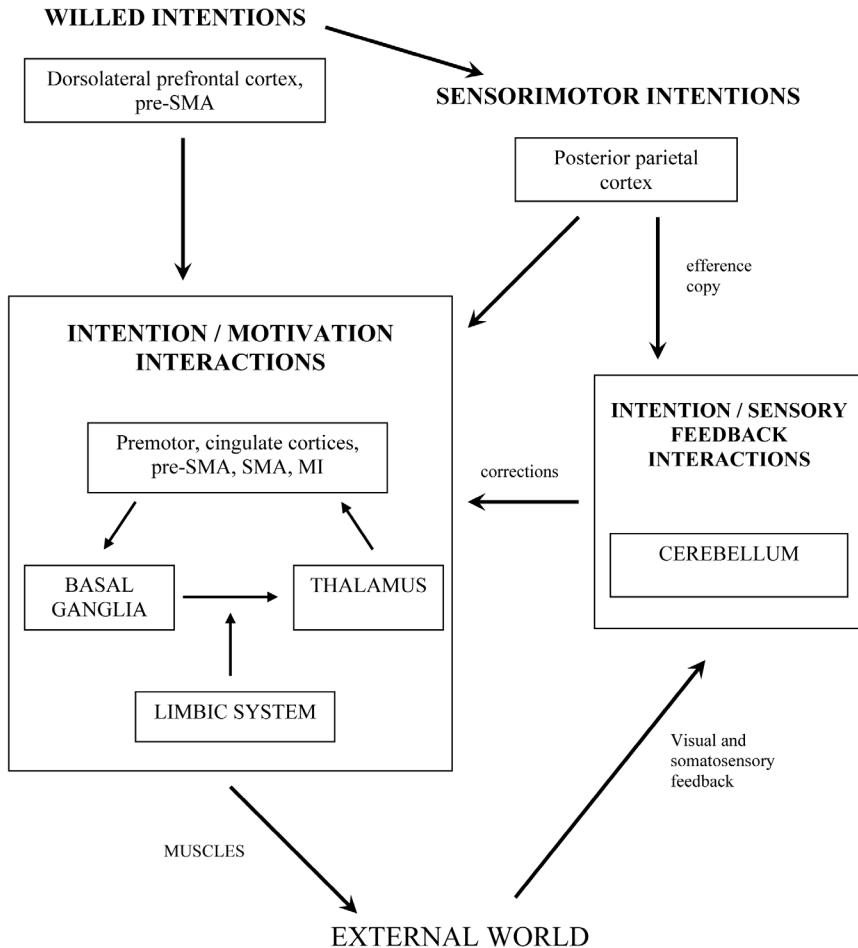 WILLED INTENTIONS
Dorsolateral prefrontal cortex,
pre-SMA
SENSORIMOTOR INTENTIONS
Posterior parietal
cortex
efference
copy
INTENTION / MOTIVATION
INTERACTIONS
Premotor, cingulate cortices,
pre-SMA, SMA, MI
BASAL
GANGLIA
THALAMUS
LIMBIC SYSTEM
corrections
INTENTION / SENSORY
FEEDBACK
INTERACTIONS
CEREBELLUM
Visual and
somatosensory
feedback
MUSCLES
EXTERNAL WORLD